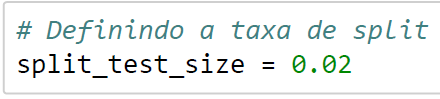 # Definindo a taxa de split
split_test_size = 0.02